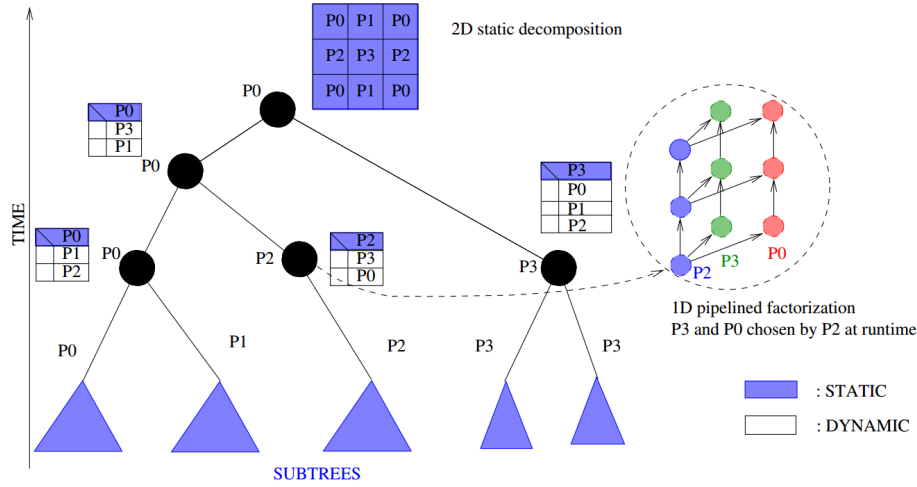 P0 P1 P0
P2 P3 P2
P0 P1 P0
2D static decomposition
P0
P0
P3
P1
P0
P3
P0
P1
P2
TIME
P0
P1
P2
P0
P2
P2
P3
P0
P3
P2
P3
P0
1D pipelined factorization
P3 and P0 chosen by P2 at runtime
P0
P1
P2
P3
P3
: STATIC
: DYNAMIC
SUBTREES